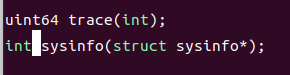 uint64 trace(int);
int sysinfo(struct sysinfo*);